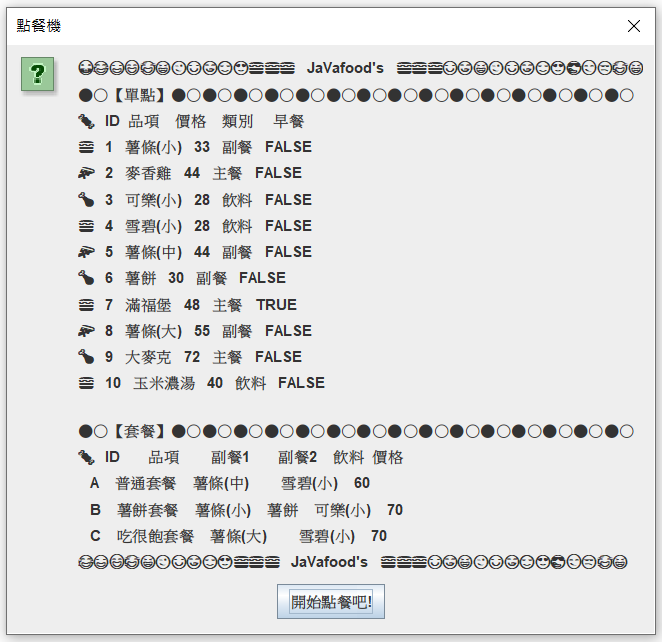 點餐機
JaVafood's
【單點】
ID 品項 價格 類別 早餐
1 薯條(小) 33 副餐 FALSE
2 麥香雞 44 主餐 FALSE
3 可樂(小) 28 飲料 FALSE
4 雪碧(小) 28 飲料 FALSE
5 薯條(中) 44 副餐 FALSE
6 薯餅 30 副餐 FALSE
7 滿福堡 48 主餐 TRUE
8 薯條(大) 55 副餐 FALSE
9 大麥克 72 主餐 FALSE
10 玉米濃湯 40 飲料 FALSE
【套餐】
ID 品項 副餐1 副餐2 飲料 價格
A 普通套餐 薯條(中) 雪碧(小) 60
B 薯餅套餐 薯條(小) 薯餅 可樂(小) 70
C 吃很飽套餐 薯條(大) 雪碧(小) 70
JaVafood's
開始點餐吧!